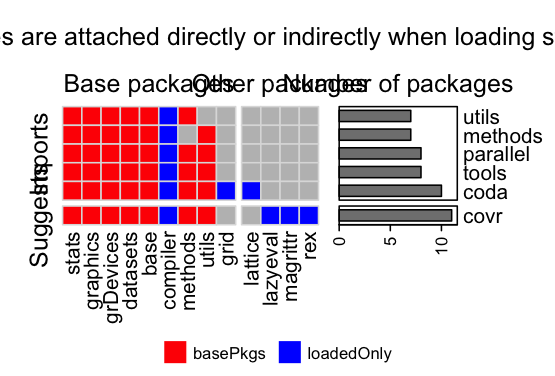 es are attached directly or indirectly when loading s
Base packages Other packages Number of packages
Imports
Suggests
utils
methods
parallel
tools
coda
covr
stats
graphics
grDevices
datasets
base
compiler
methods
utils
grid
lattice
lazyeval
magrittr
rex
0 5 10
basePkgs loadedOnly